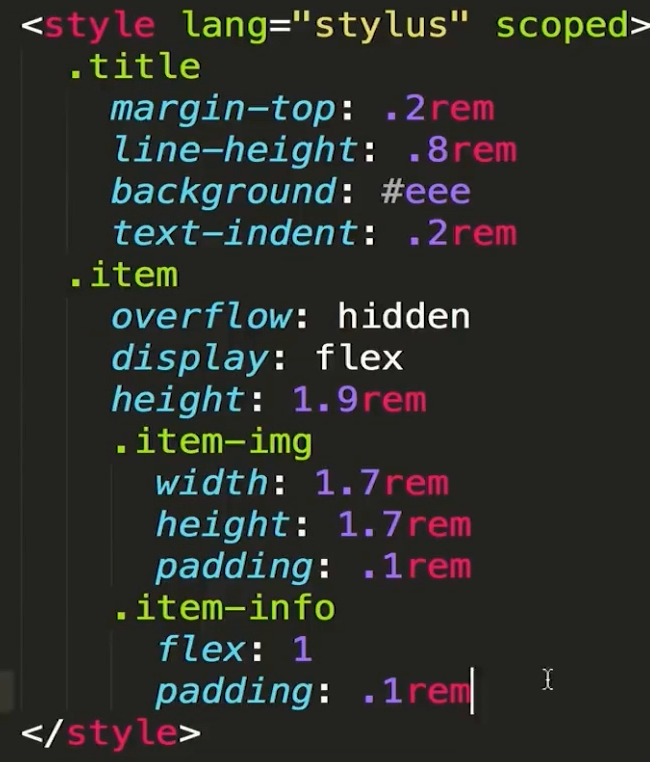 <style lang="stylus" scoped>
.title
margin-top: .2rem
line-height: .8rem
background: #eee
text-indent: .2rem
.item
overflow: hidden
display: flex
height: 1.9rem
.item-img
width: 1.7rem
height: 1.7rem
padding: .1rem
.item-info
flex: 1
padding: .1rem
</style>